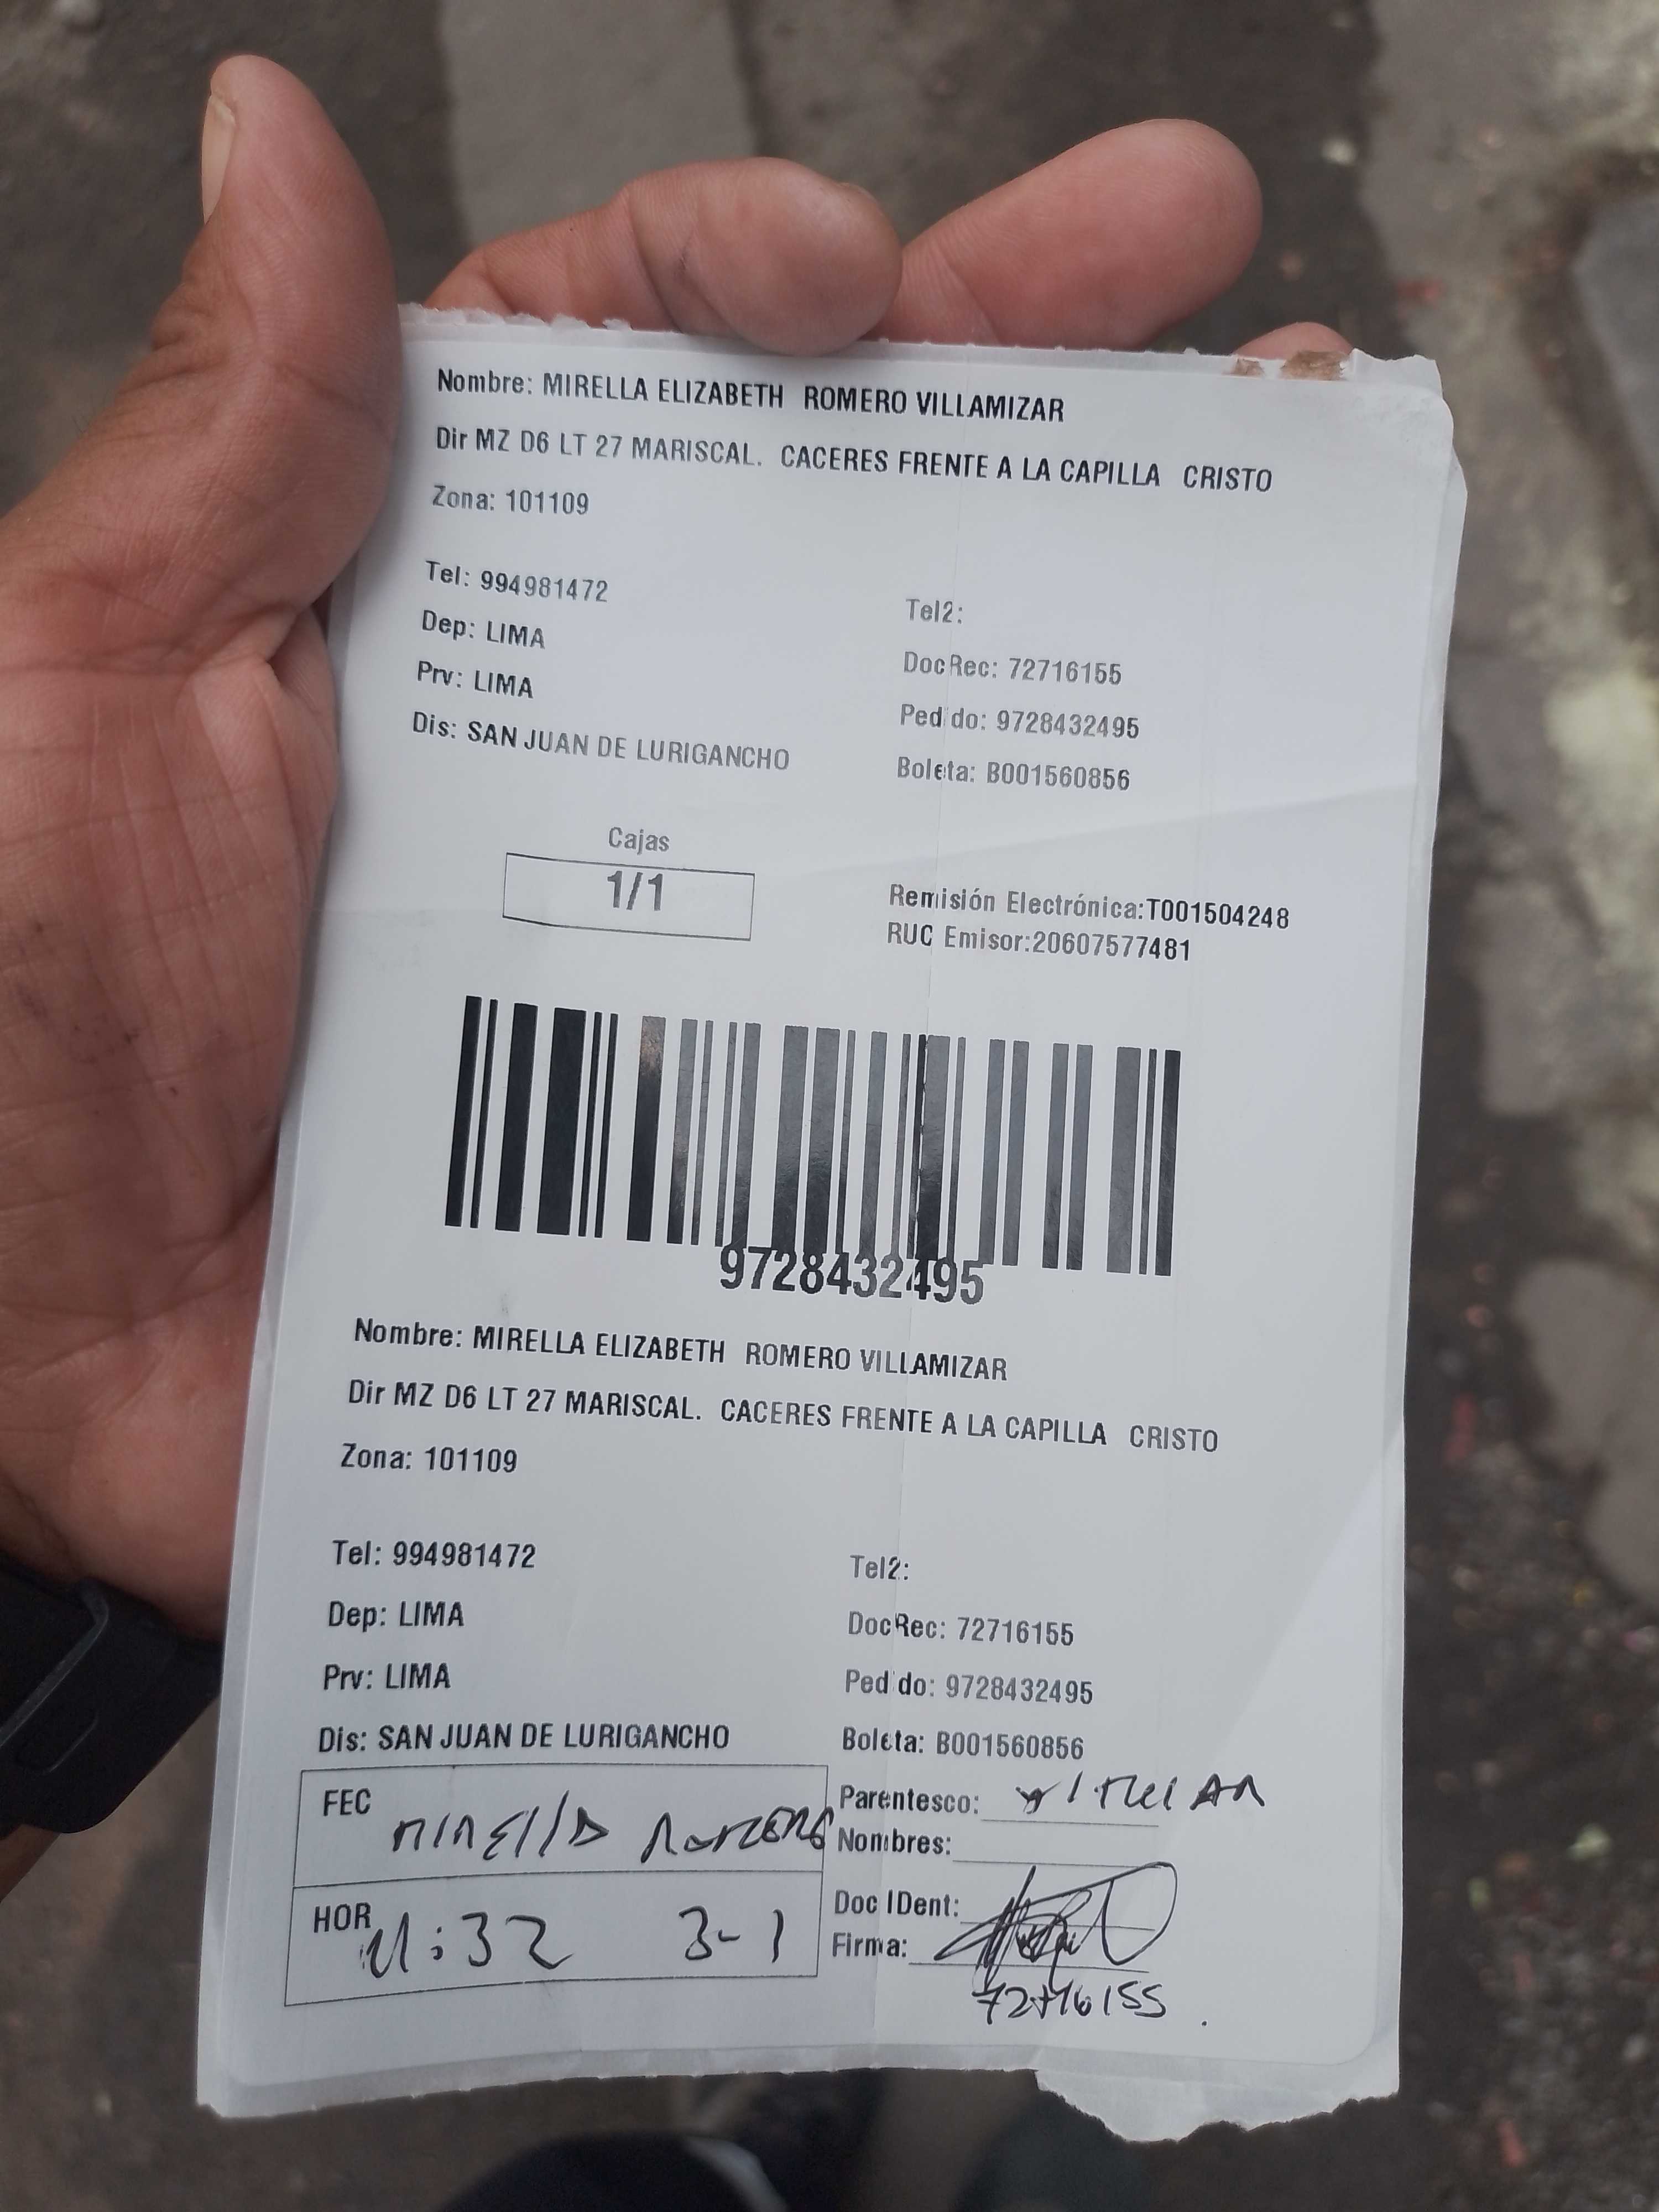 Nombre: MIRELLA ELIZABETH ROMERO VILLAMIZAR
Dir MZ D6 LT 27 MARISCAL. CACERES FRENTE A LA CAPILLA CRISTO
Zona: 101109
Tel: 994981472
Tel2:
Dep: LIMA
DocRec: 72716155
Prv: LIMA
Pedido: 9728432495
Dis: SAN JUAN DE LURIGANCHO
Boleta: B001560856
Cajas
1/1
Remisión Electrónica:T001504248
RUC Emisor:20607577481
9728432495
Nombre: MIRELLA ELIZABETH ROMERO VILLAMIZAR
Dir MZ D6 LT 27 MARISCAL. CACERES FRENTE A LA CAPILLA CRISTO
Zona: 101109
Tel: 994981472
Tel2:
Dep: LIMA
DocRec: 72716155
Prv: LIMA
Pedido: 9728432495
Dis: SAN JUAN DE LURIGANCHO
Boleta: B001560856
FEC MIRELLA ROMERO
Parentesco: TITULAR
Nombres:
HOR 11:32 3-1
Doc IDent:
Firma:
72716155